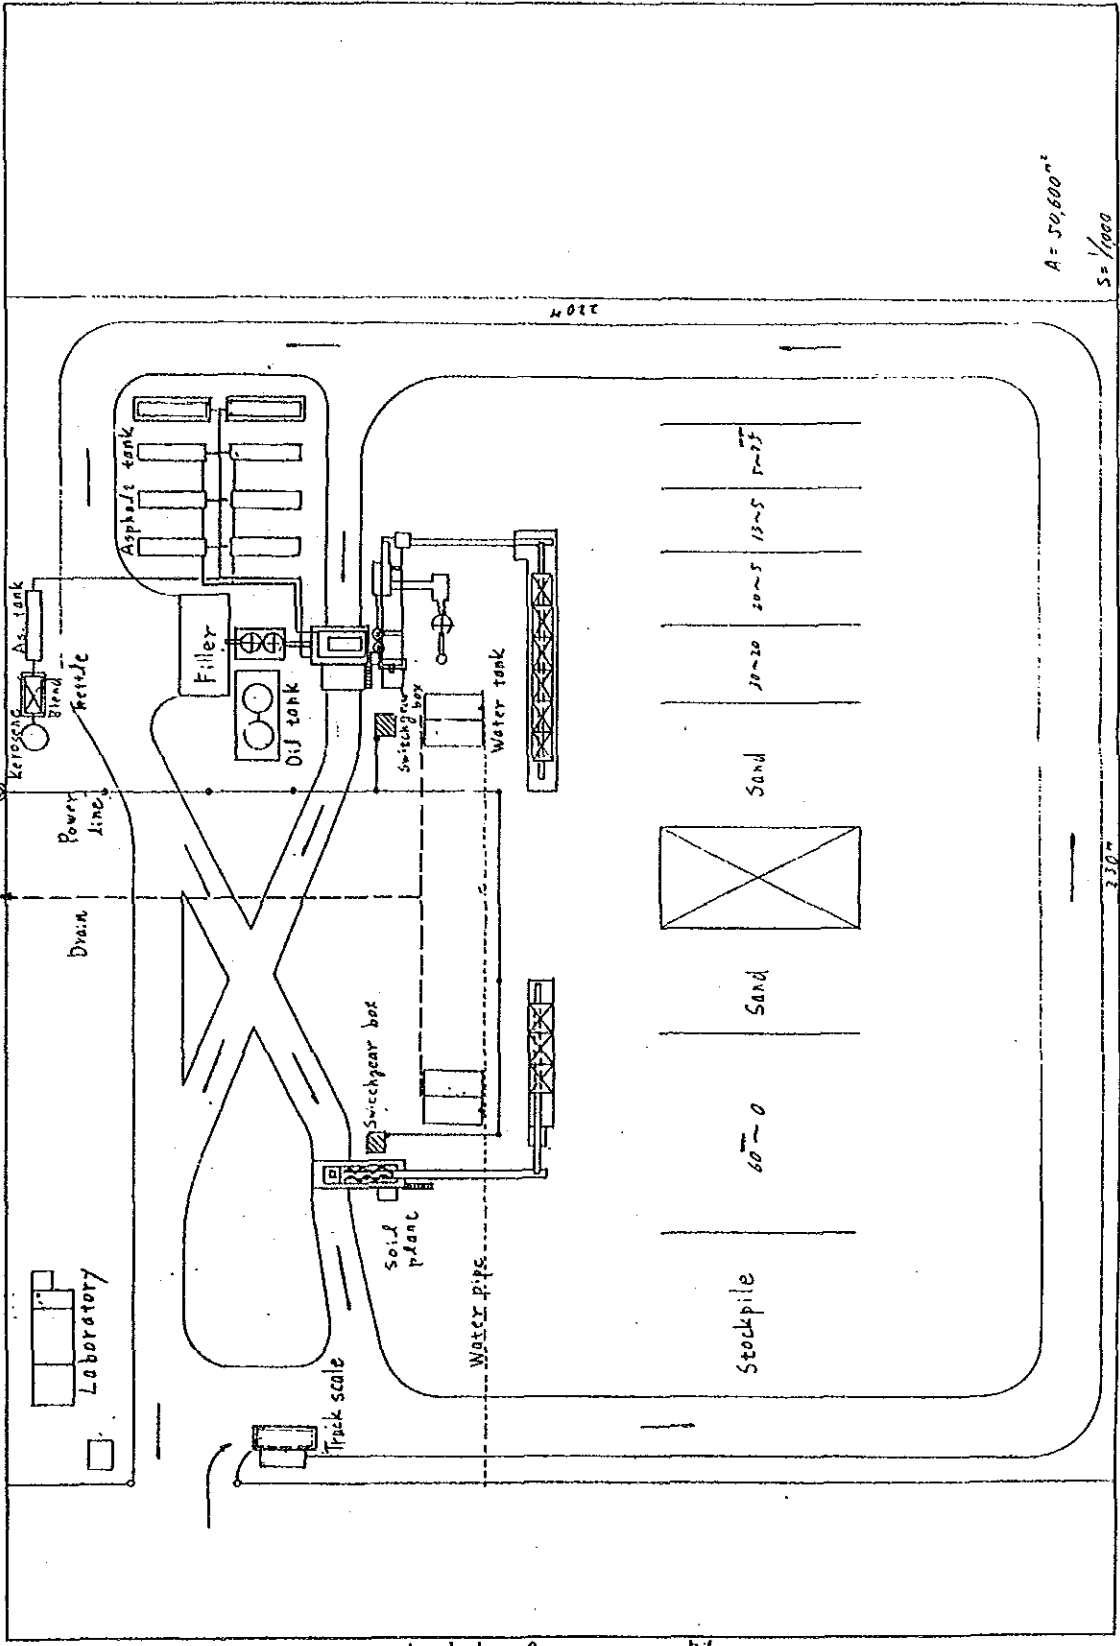 Kerosene
Blend
Kettle
As. tank
Laboratory
Drain
Power
line
Asphalt tank
Filler
Oil tank
Truck scale
Switchgear box
Switchgear box
Soil
plant
Water pipe
Water tank
220m
Stockpile
60~0
Sand
Sand
30~20
20~5
13~5
5~2.5
A = 50,600m²
S = 1/1000
230m